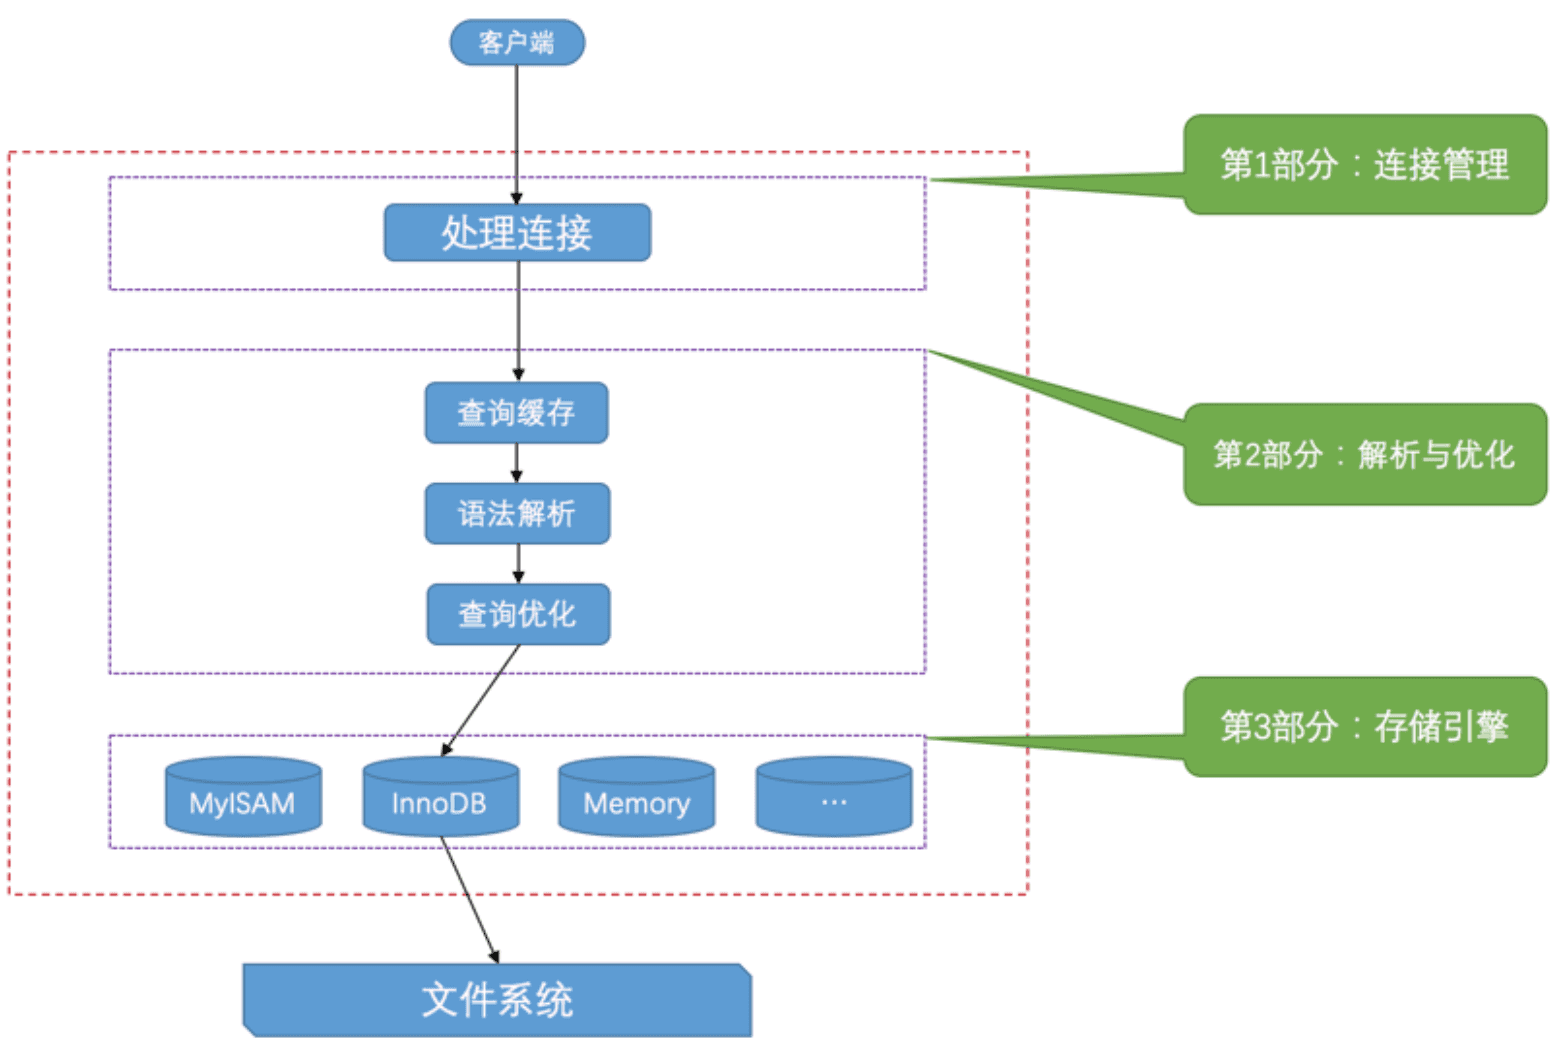 客户端
第1部分：连接管理
处理连接
查询缓存
第2部分：解析与优化
语法解析
查询优化
第3部分：存储引擎
MyISAM
InnoDB
Memory
...
文件系统